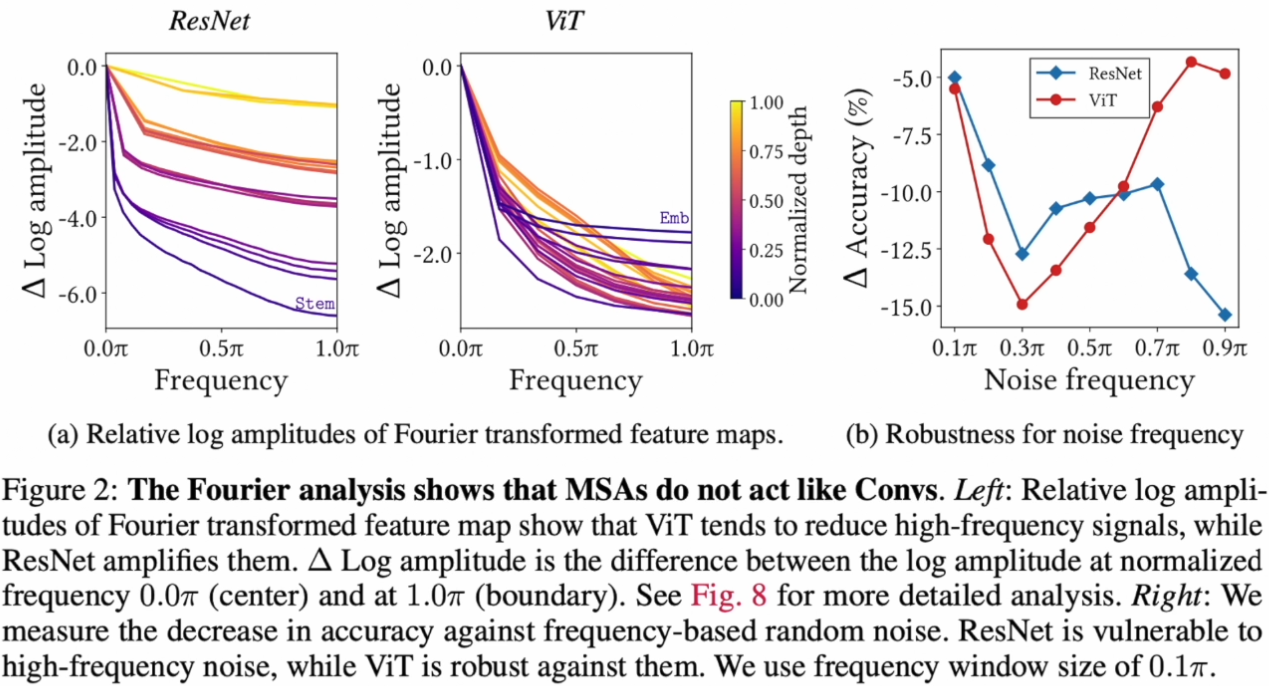 ResNet
ViT
Δ Log amplitude
0.0
-2.0
-4.0
-6.0
Stem
0.0π
0.5π
1.0π
Frequency
Δ Log amplitude
0.0
-1.0
-2.0
Emb
0.0π
0.5π
1.0π
Frequency
1.00
0.75
0.50
0.25
0.00
Normalized depth
Δ Accuracy (%)
-5.0
-7.5
-10.0
-12.5
-15.0
ResNet
ViT
0.1π
0.3π
0.5π
0.7π
0.9π
Noise frequency
(a) Relative log amplitudes of Fourier transformed feature maps.
(b) Robustness for noise frequency
Figure 2: The Fourier analysis shows that MSAs do not act like Convs. Left: Relative log ampli-
tudes of Fourier transformed feature map show that ViT tends to reduce high-frequency signals, while
ResNet amplifies them. Δ Log amplitude is the difference between the log amplitude at normalized
frequency 0.0π (center) and at 1.0π (boundary). See Fig. 8 for more detailed analysis. Right: We
measure the decrease in accuracy against frequency-based random noise. ResNet is vulnerable to
high-frequency noise, while ViT is robust against them. We use frequency window size of 0.1π.